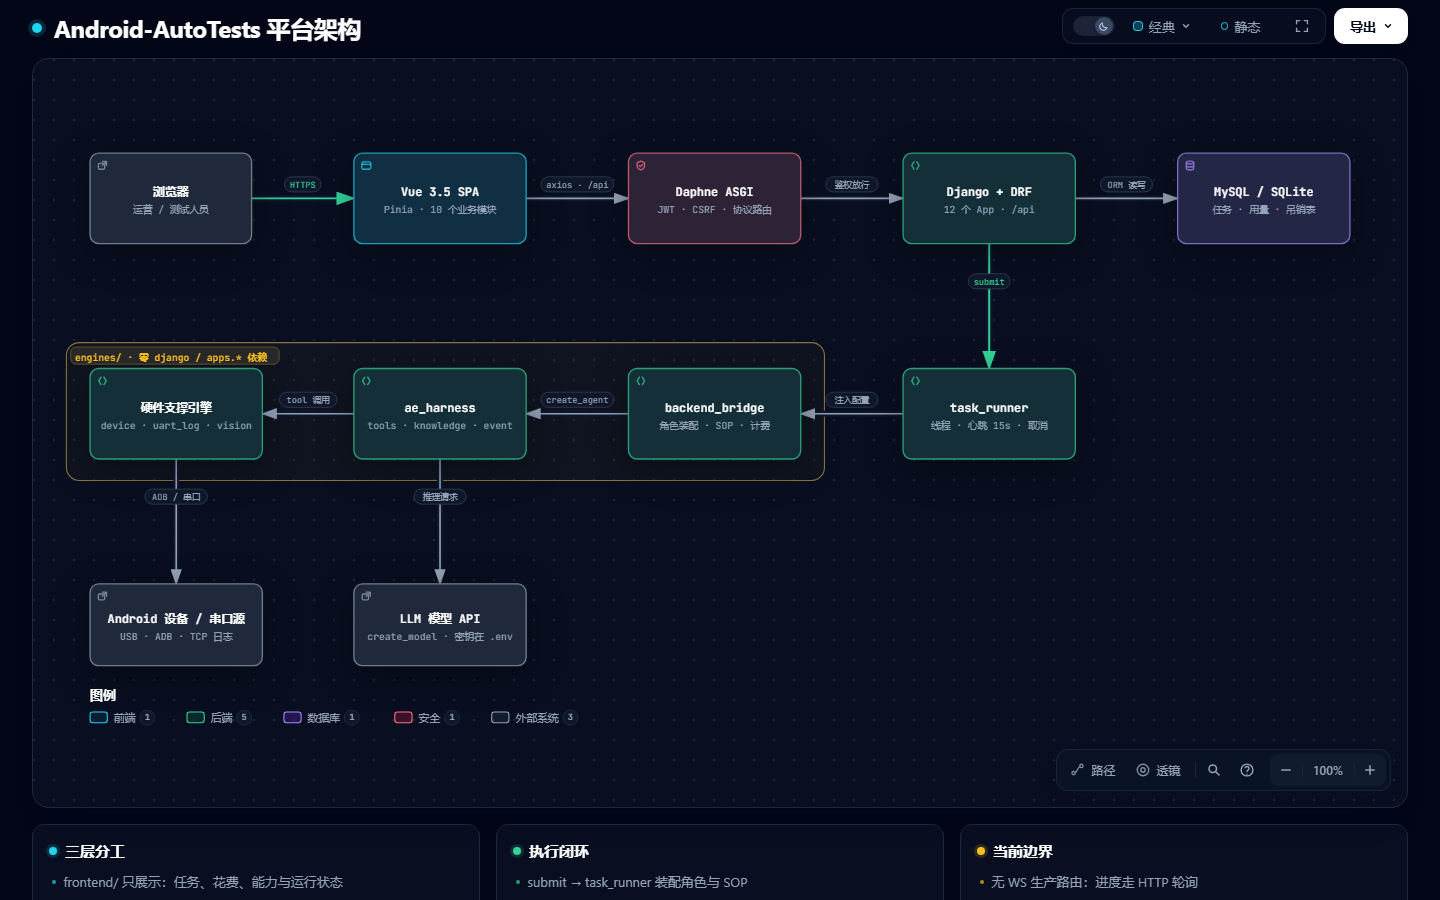 Android-AutoTests 平台架构
经典
静态
导出
浏览器
运营 / 测试人员
HTTPS
Vue 3.5 SPA
Pinia · 10 个业务模块
axios · /api
Daphne ASGI
JWT · CSRF · 协议路由
鉴权放行
Django + DRF
12 个 App · /api
ORM 读写
MySQL / SQLite
任务 · 用量 · 吊销表
submit
engines/ · 零 django / apps.* 依赖
硬件支撑引擎
device · uart_log · vision
tool 调用
ae_harness
tools · knowledge · event
create_agent
backend_bridge
角色装配 · SOP · 计费
注入配置
task_runner
线程 · 心跳 15s · 取消
ADB / 串口
推理请求
Android 设备 / 串口源
USB · ADB · TCP 日志
LLM 模型 API
create_model · 密钥在 .env
图例
前端 1
后端 5
数据库 1
安全 1
外部系统 3
路径
透镜
100%
三层分工
• frontend/ 只展示：任务、花费、能力与运行状态
执行闭环
• submit → task_runner 装配角色与 SOP
当前边界
• 无 WS 生产路由：进度走 HTTP 轮询